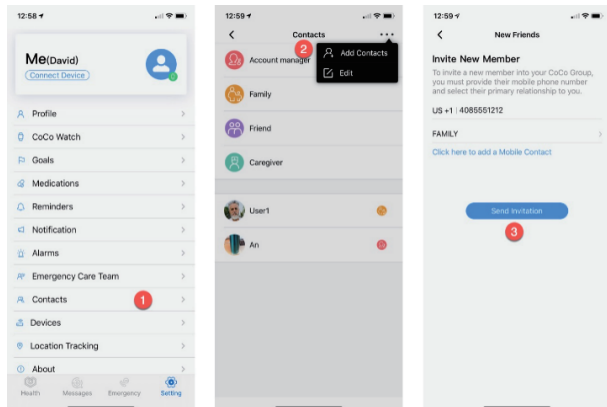 12:58
Me(David)
Connect Device
Profile
CoCo Watch
Goals
Medications
Reminders
Notification
Alarms
Emergency Care Team
Contacts
1
Devices
Location Tracking
About
Health Messages Emergency Setting
12:59
Contacts
2
Add Contacts
Edit
Account manager
Family
Friend
Caregiver
User1
An
12:59
New Friends
Invite New Member
To invite a new member into your CoCo Group,
you must provide their mobile phone number
and select their primary relationship to you.
US +1 4085551212
FAMILY
Click here to add a Mobile Contact
Send Invitation
3